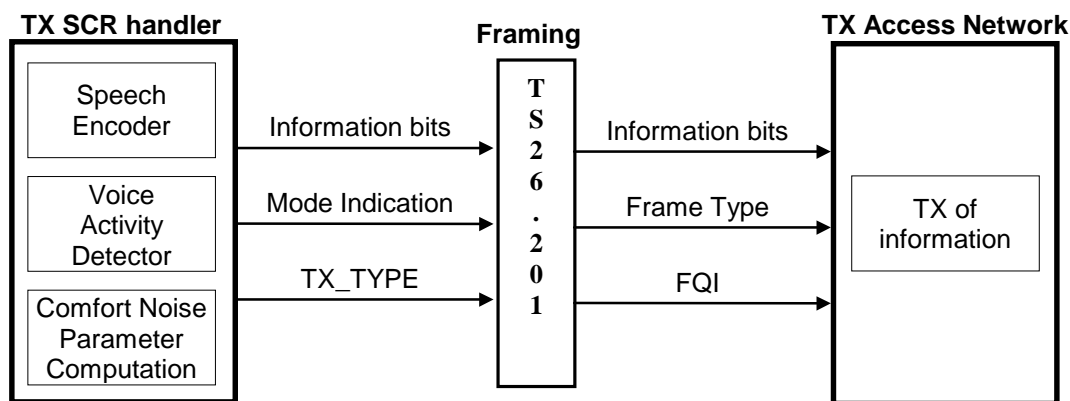 TX SCR handler
Framing
TX Access Network
Speech
Encoder
Voice
Activity
Detector
Comfort Noise
Parameter
Computation
Information bits
Mode Indication
TX_TYPE
T
S
2
6
.
2
0
1
Information bits
Frame Type
FQI
TX of
information